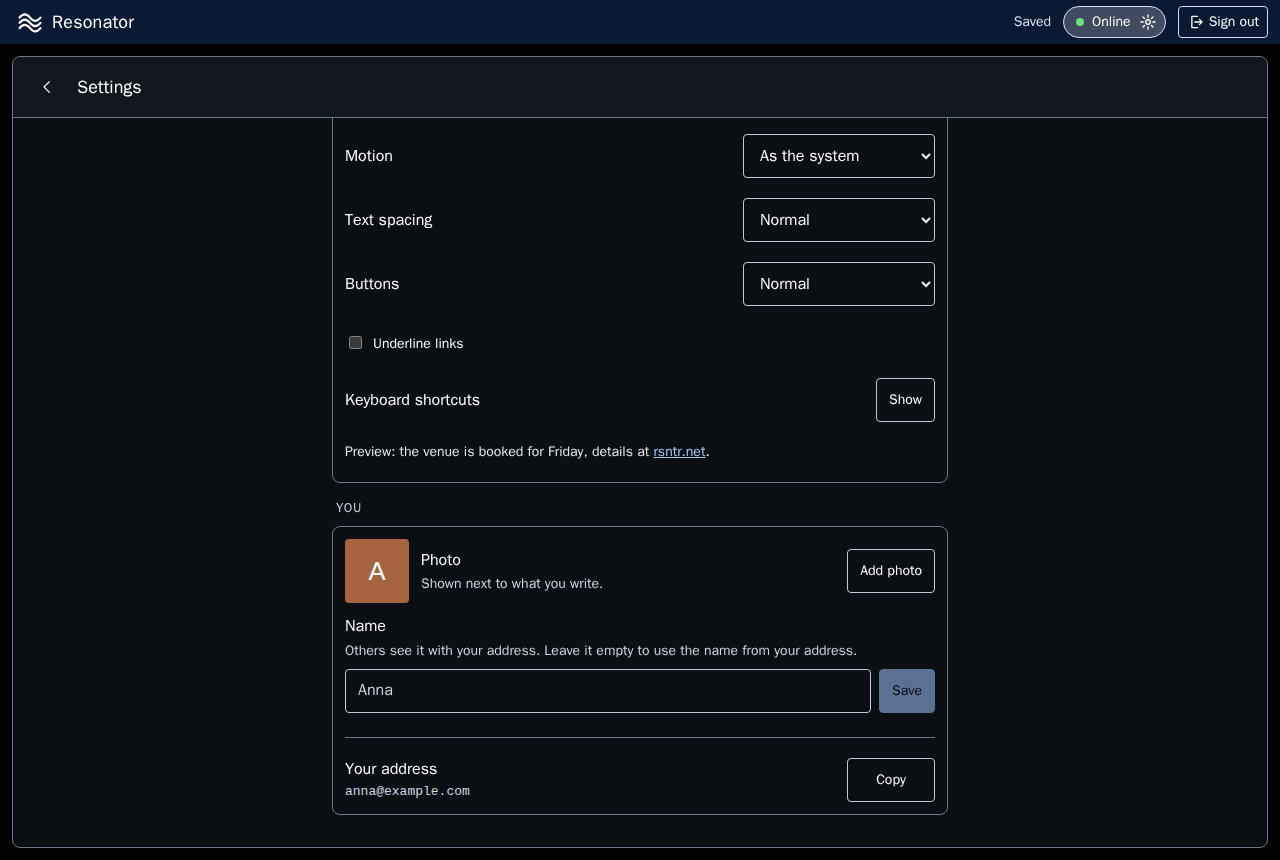 Resonator
Saved
Online
Sign out
Settings
Motion
As the system
Text spacing
Normal
Buttons
Normal
Underline links
Keyboard shortcuts
Show
Preview: the venue is booked for Friday, details at rsntr.net.
YOU
A
Photo
Shown next to what you write.
Add photo
Name
Others see it with your address. Leave it empty to use the name from your address.
Anna
Save
Your address
anna@example.com
Copy